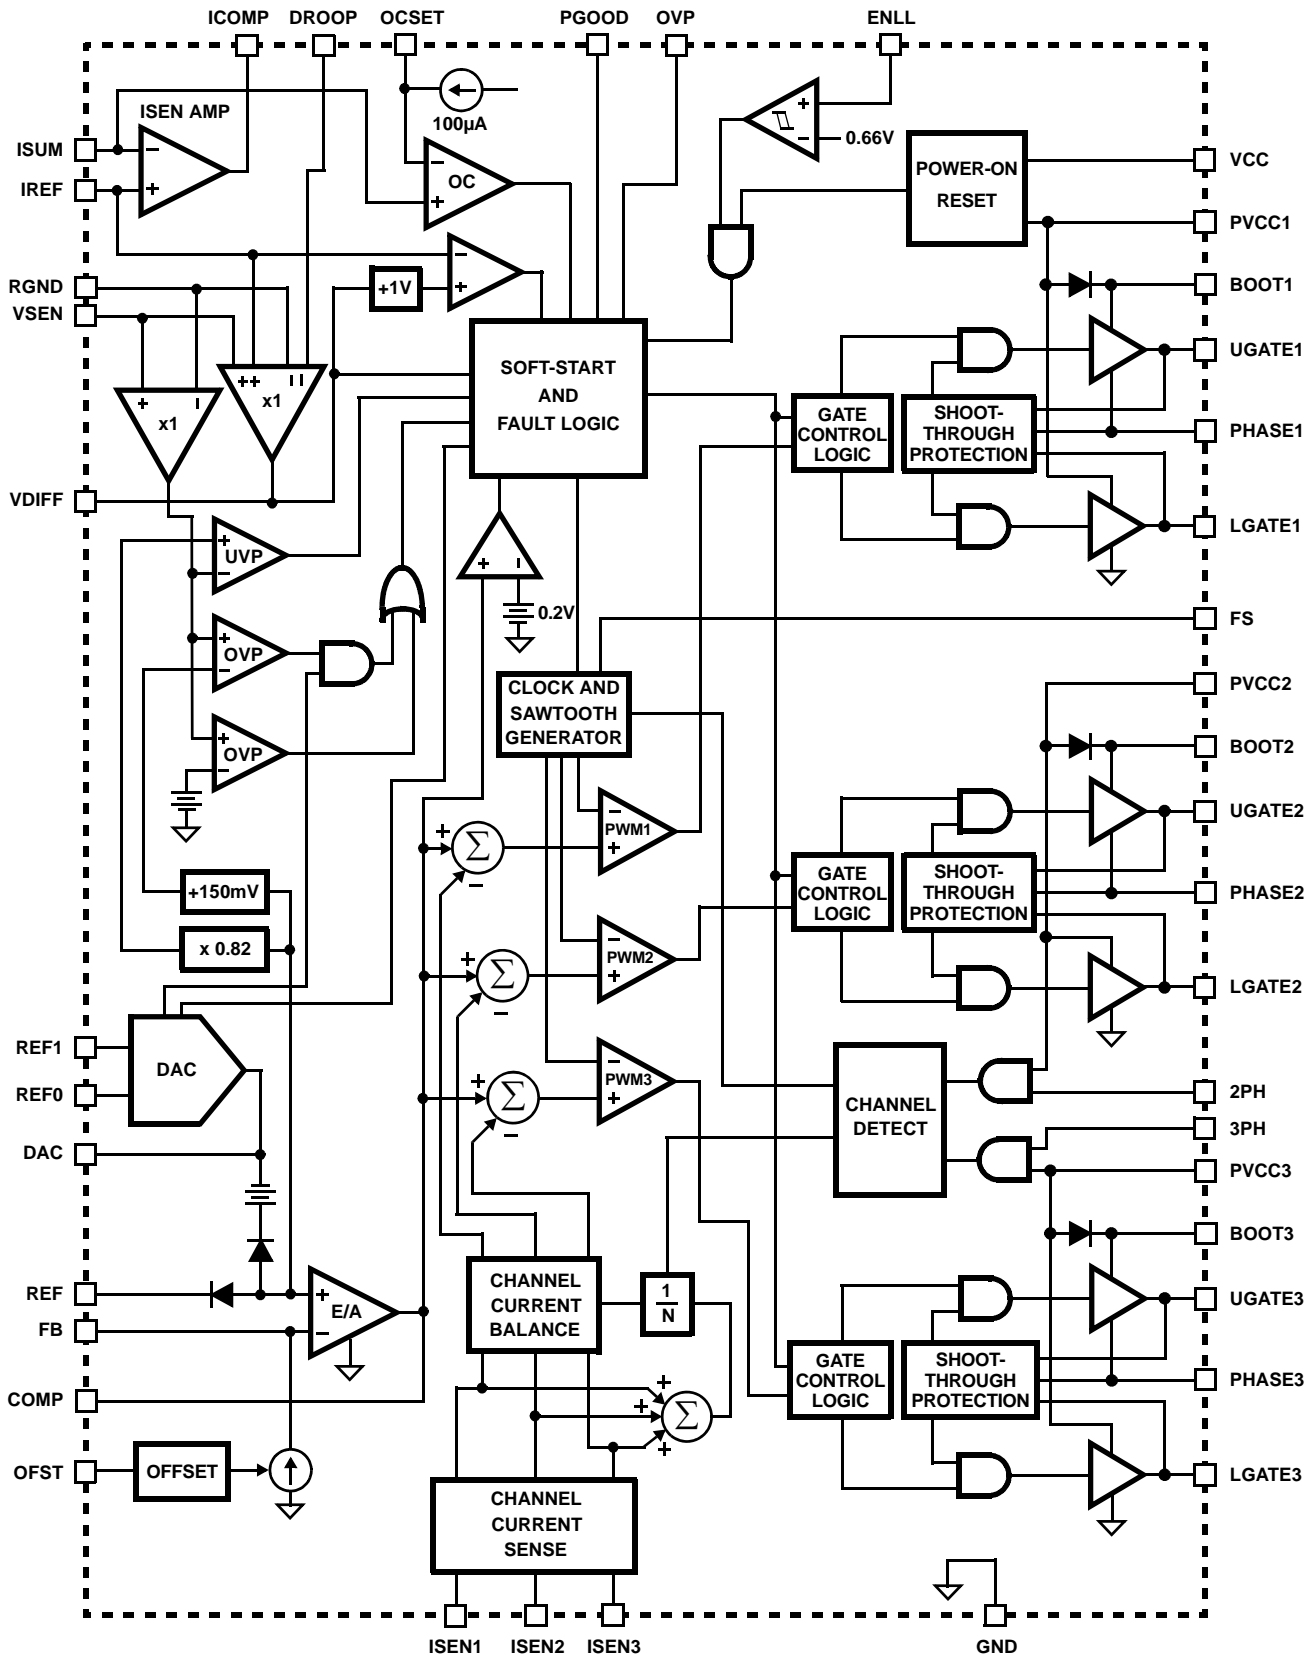 ICOMP DROOP OCSET PGOOD OVP ENLL
ISEN AMP
100µA
ISUM
−
+
IREF
−
+
OC
+
−
0.66V
POWER-ON
RESET
VCC
PVCC1
−
+
+1V
RGND
VSEN
BOOT1
UGATE1
PHASE1
LGATE1
++ −−
x1
+ −
x1
SOFT-START
AND
FAULT LOGIC
GATE
CONTROL
LOGIC
SHOOT-
THROUGH
PROTECTION
VDIFF
+
UVP
−
+ −
0.2V
+
OVP
−
+
OVP
−
FS
CLOCK AND
SAWTOOTH
GENERATOR
PVCC2
BOOT2
UGATE2
PHASE2
LGATE2
−
PWM1
+
+
Σ
−
+150mV
x 0.82
GATE
CONTROL
LOGIC
SHOOT-
THROUGH
PROTECTION
−
PWM2
+
+
Σ
−
REF1
REF0
DAC
DAC
−
PWM3
+
+
Σ
−
CHANNEL
DETECT
2PH
3PH
PVCC3
BOOT3
UGATE3
PHASE3
LGATE3
REF
FB
+
E/A
−
CHANNEL
CURRENT
BALANCE
1
N
COMP
+
+
+
Σ
GATE
CONTROL
LOGIC
SHOOT-
THROUGH
PROTECTION
OFST
OFFSET
CHANNEL
CURRENT
SENSE
ISEN1 ISEN2 ISEN3
GND